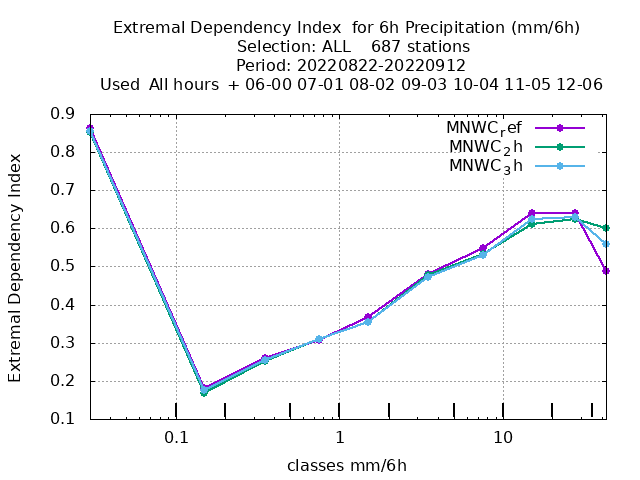 Extremal Dependency Index  for 6h Precipitation (mm/6h)
Selection: ALL    687 stations
Period: 20220822-20220912
Used  All hours  + 06-00 07-01 08-02 09-03 10-04 11-05 12-06
MNWC_ref
MNWC_2h
MNWC_3h
Extremal Dependency Index
0.9
0.8
0.7
0.6
0.5
0.4
0.3
0.2
0.1
0.1 1 10
classes mm/6h